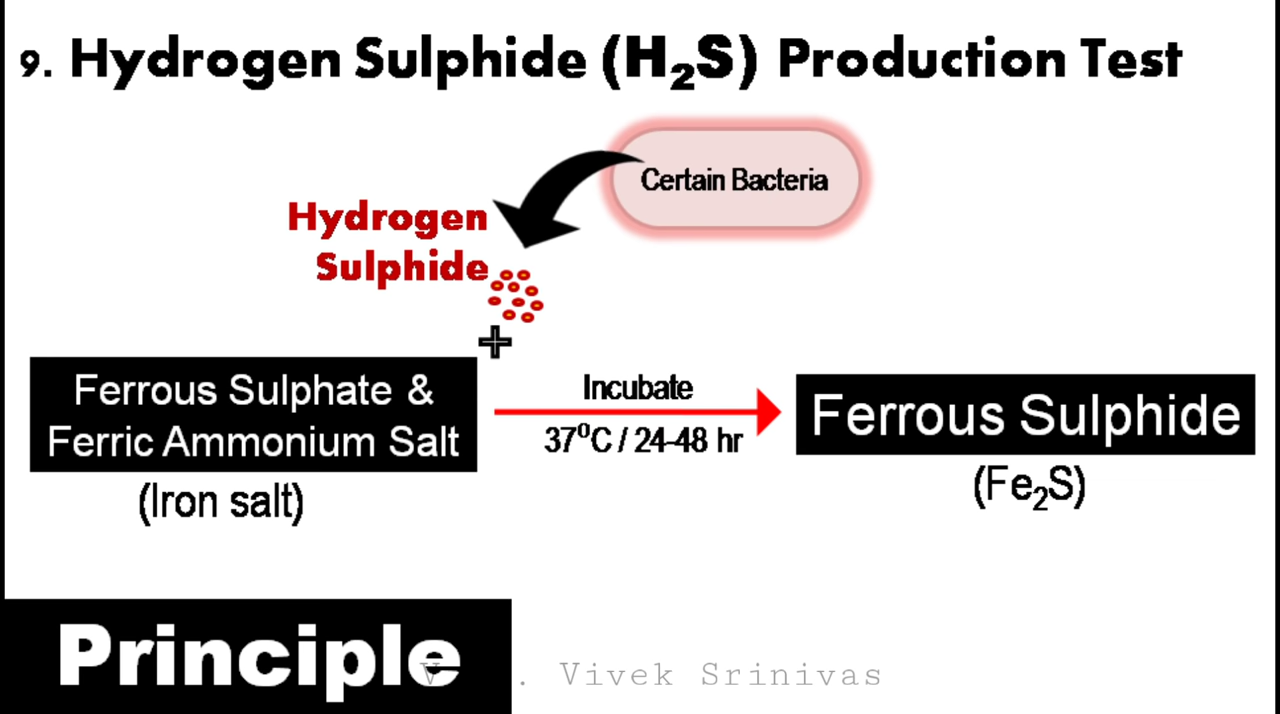 9. Hydrogen Sulphide (H₂S) Production Test
Certain Bacteria
Hydrogen
Sulphide
+
Ferrous Sulphate &
Ferric Ammonium Salt
(Iron salt)
Incubate
37⁰C / 24-48 hr
Ferrous Sulphide
(Fe₂S)
Principle
. Vivek Srinivas